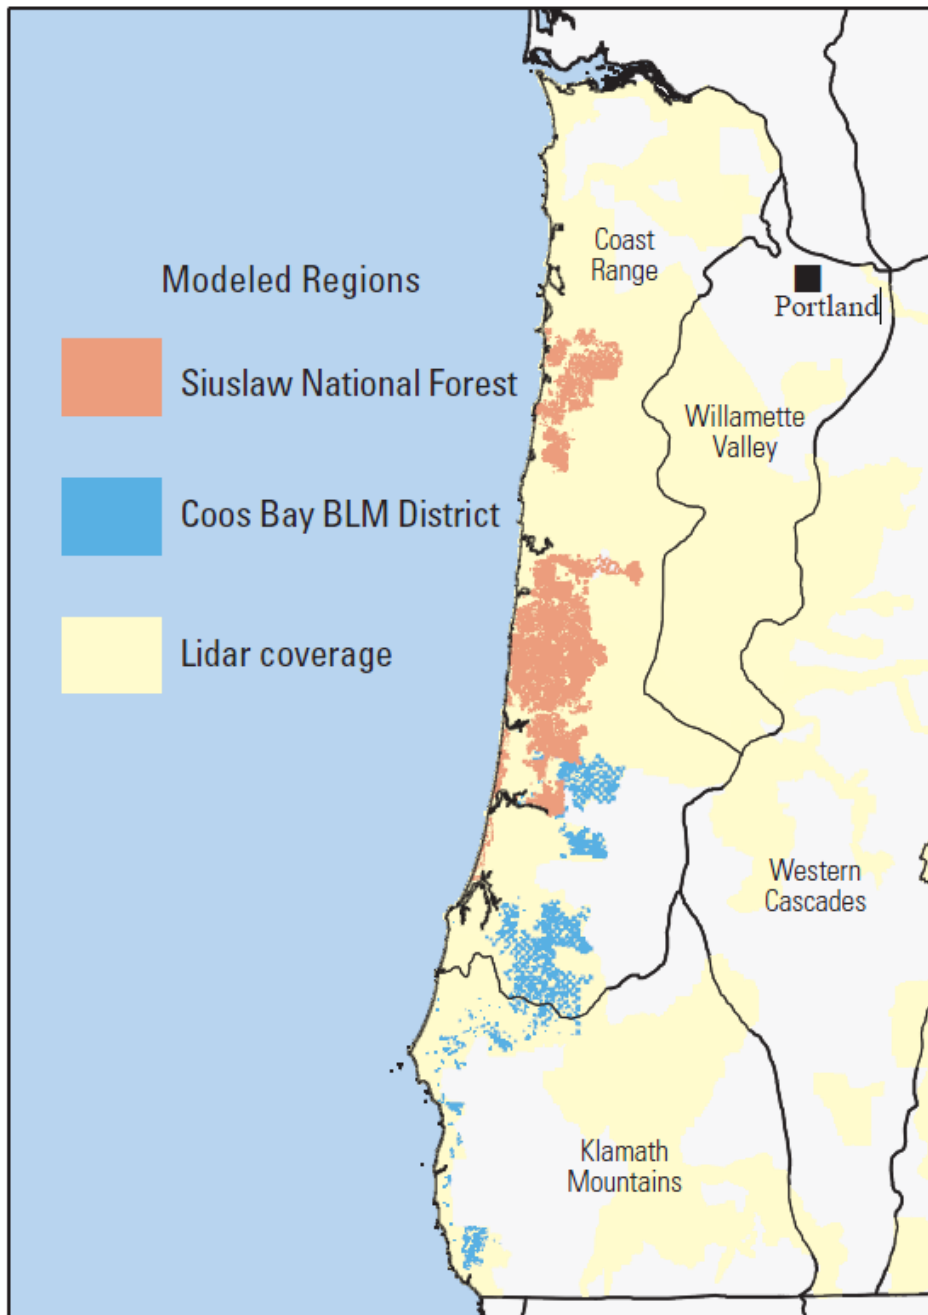 Coast
Range
Portland
Modeled Regions
Siuslaw National Forest
Willamette
Valley
Coos Bay BLM District
Lidar coverage
Western
Cascades
Klamath
Mountains